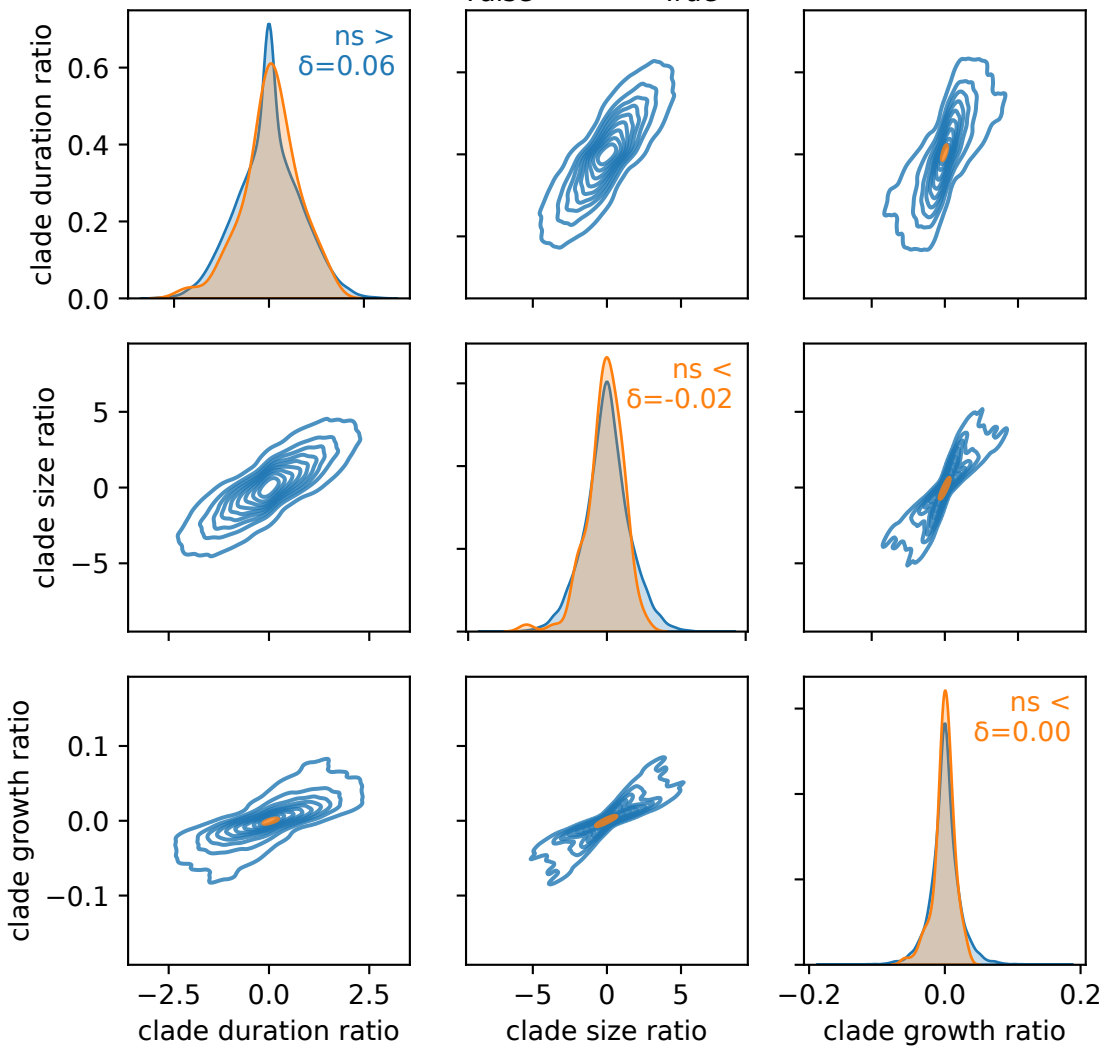 clade duration ratio
0.6
0.4
0.2
0.0
ns >
δ=0.06
clade size ratio
5
0
−5
ns <
δ=-0.02
clade growth ratio
0.1
0.0
−0.1
ns <
δ=0.00
−2.5 0.0 2.5
clade duration ratio
−5 0 5
clade size ratio
−0.2 0.0 0.2
clade growth ratio